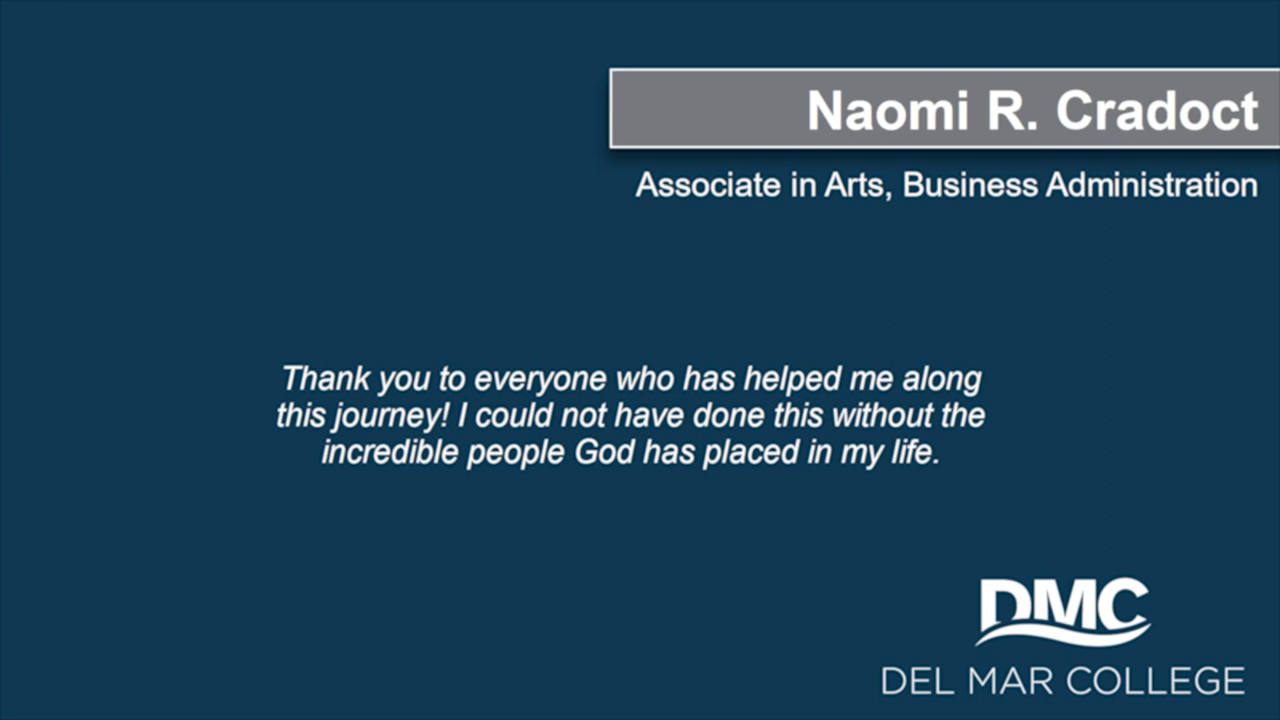 Naomi R. Cradoct
Associate in Arts, Business Administration
Thank you to everyone who has helped me along
this journey! I could not have done this without the
incredible people God has placed in my life.
DMC
DEL MAR COLLEGE